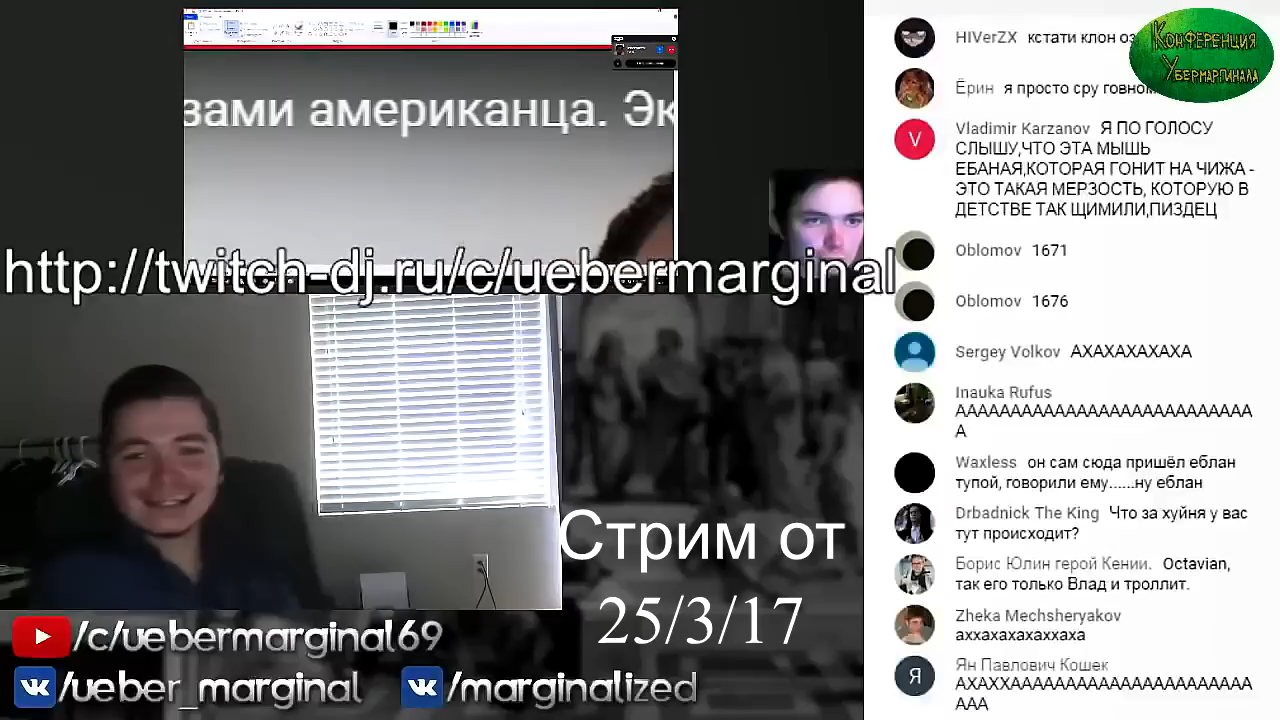 зами американца. Эк
http://twitch-dj.ru/c/uebermarginal
Стрим от
25/3/17
/c/uebermarginal69
/ueber_marginal
/marginalized
Конференция
Убермаргинала
HIVerZX кстати клон
Ёрин я просто сру говном
V
Vladimir Karzanov Я ПО ГОЛОСУ
СЛЫШУ,ЧТО ЭТА МЫШЬ
ЕБАНАЯ,КОТОРАЯ ГОНИТ НА ЧИЖА -
ЭТО ТАКАЯ МЕРЗОСТЬ, КОТОРУЮ В
ДЕТСТВЕ ТАК ЩИМИЛИ,ПИЗДЕЦ
Oblomov 1671
Oblomov 1676
Sergey Volkov АХАХАХАХАХА
Inauka Rufus
АААААААААААААААААААААААААА
А
Waxless он сам сюда пришёл еблан
тупой, говорили ему......ну еблан
Drbadnick The King Что за хуйня у вас
тут происходит?
Борис Юлин герой Кении. Octavian,
так его только Влад и троллит.
Zheka Mechsheryakov
аххахахахаххаха
Я
Ян Павлович Кошек
АХАХХААААААААААААААААААААА
ААА